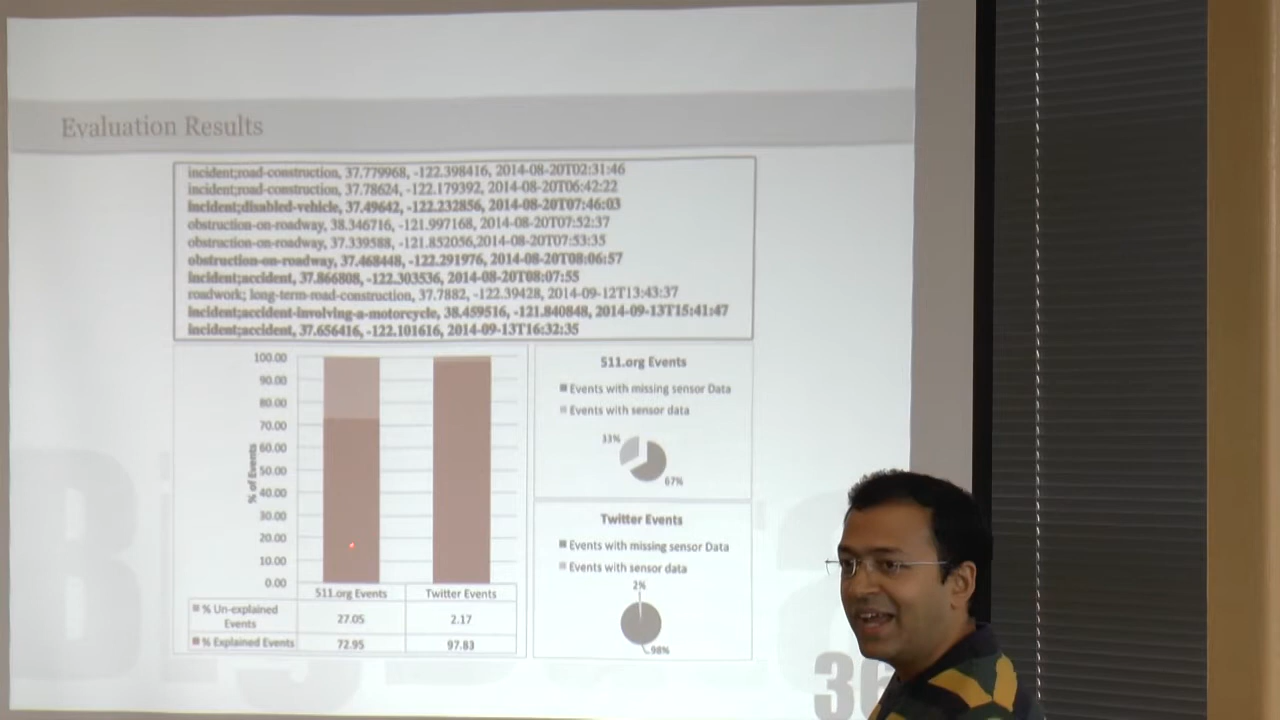 Evaluation Results
incident;road-construction, 37.779968, -122.398416, 2014-08-20T02:31:46
incident;road-construction, 37.78624, -122.179392, 2014-08-20T06:42:22
incident;disabled-vehicle, 37.49642, -122.232856, 2014-08-20T07:46:03
obstruction-on-roadway, 38.346716, -121.997168, 2014-08-20T07:52:37
obstruction-on-roadway, 37.339588, -121.852056,2014-08-20T07:53:35
obstruction-on-roadway, 37.468448, -122.291976, 2014-08-20T08:06:57
incident;accident, 37.866808, -122.303536, 2014-08-20T08:07:55
roadwork; long-term-road-construction, 37.7882, -122.39428, 2014-09-12T13:43:37
incident;accident-involving-a-motorcycle, 38.459516, -121.840848, 2014-09-13T15:41:47
incident;accident, 37.656416, -122.101616, 2014-09-13T16:32:35
% of Events
100.00
90.00
80.00
70.00
60.00
50.00
40.00
30.00
20.00
10.00
0.00
511.org Events Twitter Events
% Un-explained Events 27.05 2.17
% Explained Events 72.95 97.83
511.org Events
Events with missing sensor Data
Events with sensor data
33%
67%
Twitter Events
Events with missing sensor Data
Events with sensor data
2%
98%
36